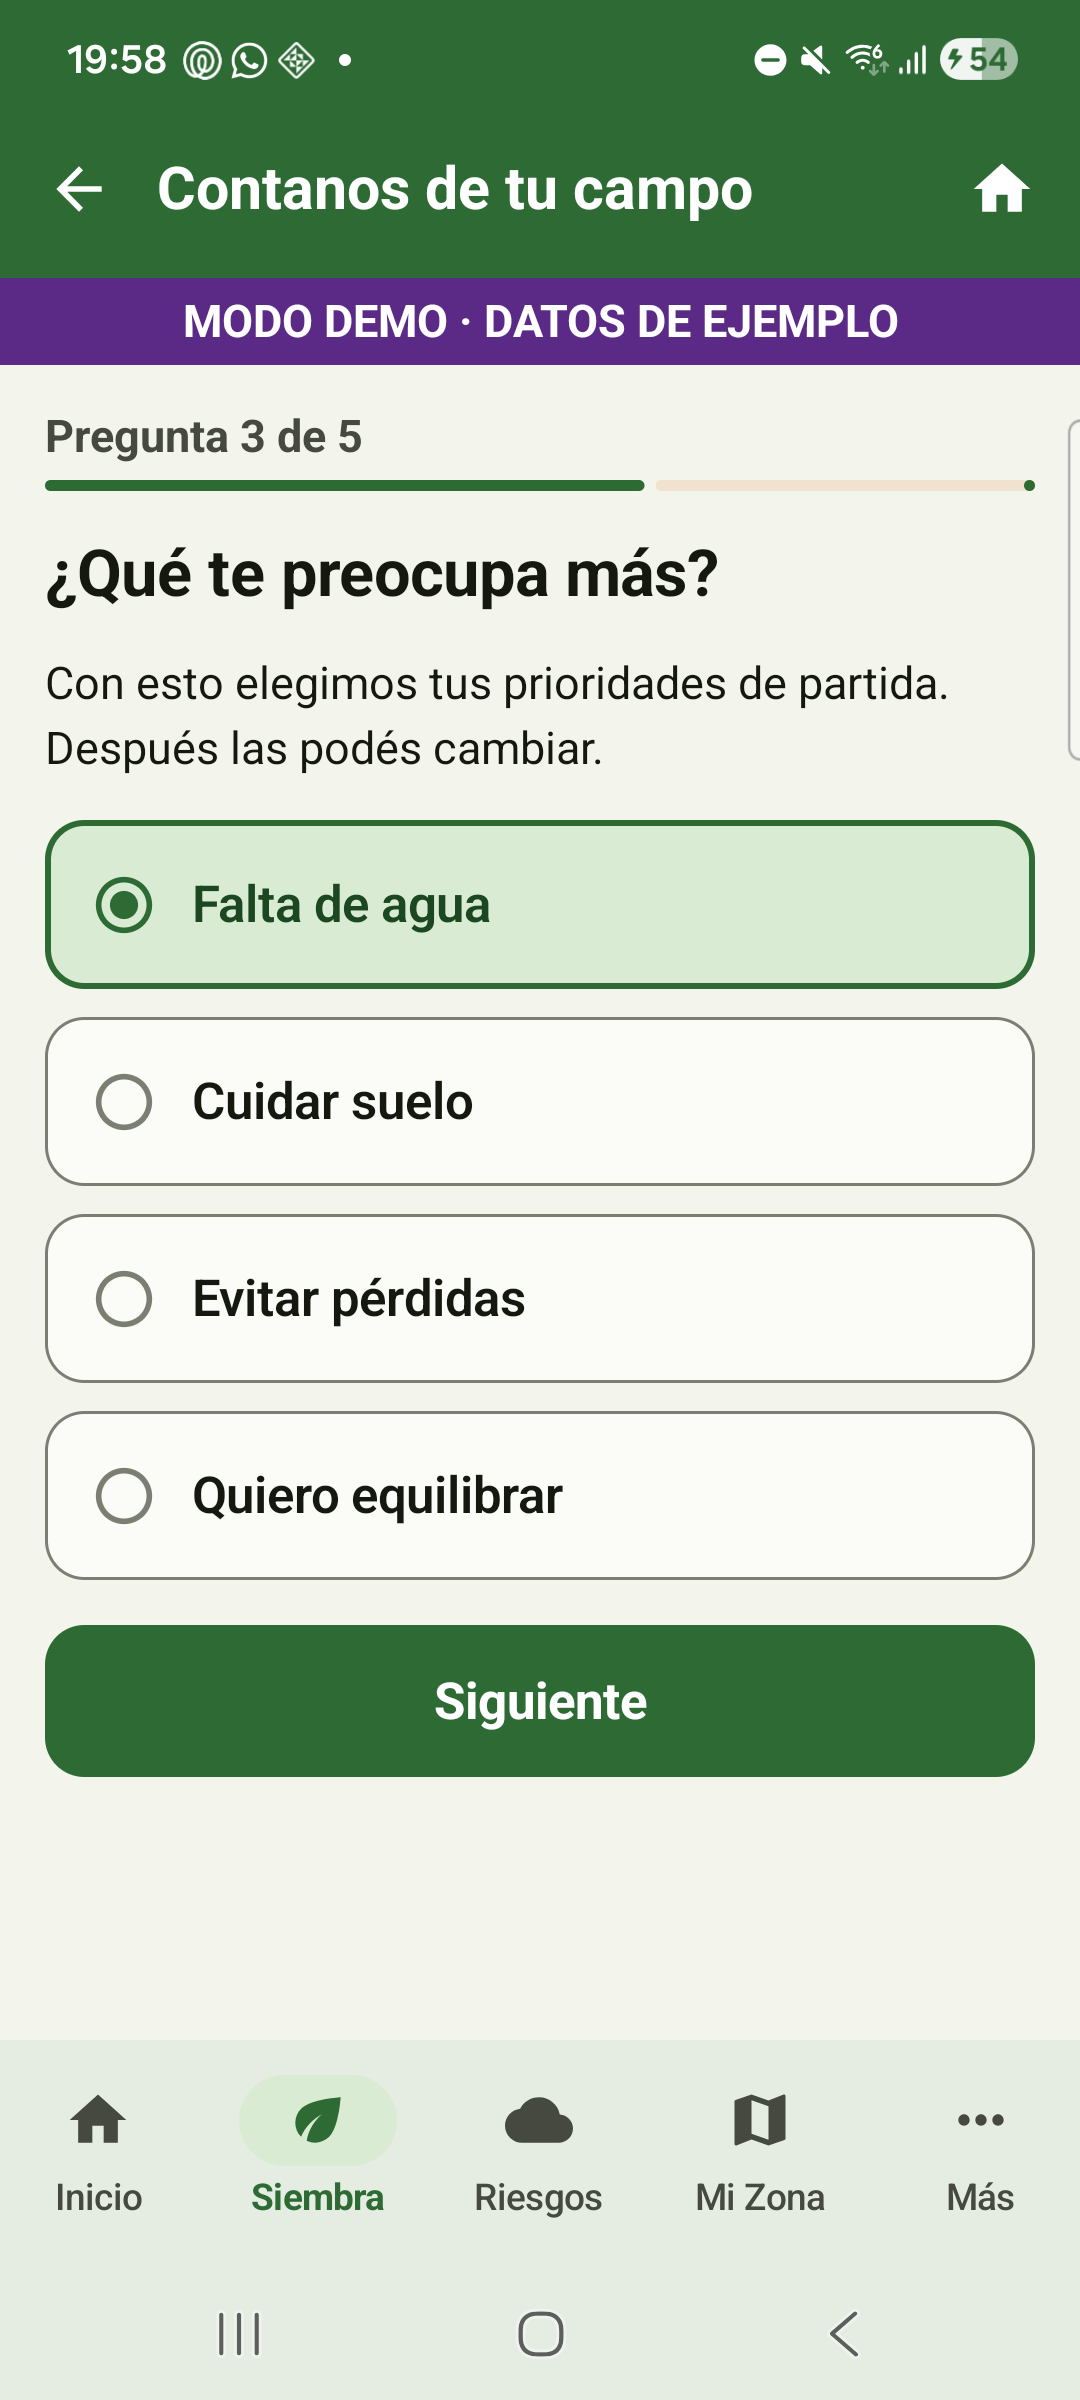 19:58
6
54
Contanos de tu campo
MODO DEMO · DATOS DE EJEMPLO
Pregunta 3 de 5
¿Qué te preocupa más?
Con esto elegimos tus prioridades de partida.
Después las podés cambiar.
Falta de agua
Cuidar suelo
Evitar pérdidas
Quiero equilibrar
Siguiente
Inicio
Siembra
Riesgos
Mi Zona
Más